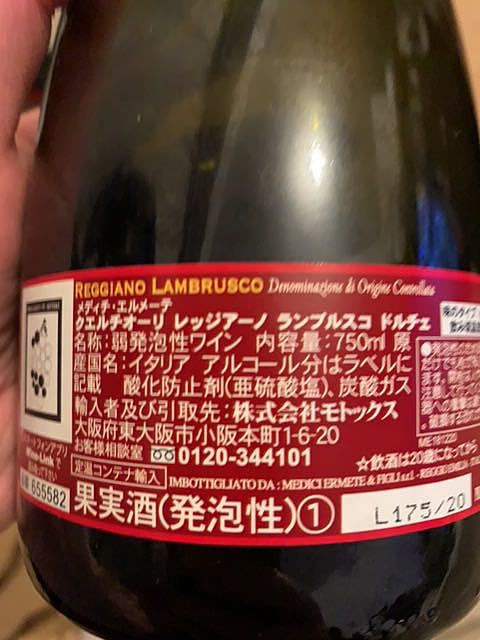 REGGIANO LAMBRUSCO Denominazione di Origine Controllata
メディチ・エルメーテ
クエルチオーリ レッジアーノ ランブルスコ ドルチェ
名称:弱発泡性ワイン 内容量:750ml 原
産国名:イタリア アルコール分はラベルに
記載 酸化防止剤(亜硫酸塩)、炭酸ガス
輸入者及び引取先:株式会社モトックス
大阪府東大阪市小阪本町1-6-20
お客様相談室 0120-344101
定温コンテナ輸入
IMBOTTIGLIATO DA : MEDICI ERMETE & FIGLI s.r.l. - REGGIO EMILIA
655582
果実酒(発泡性)①
L175/20
ME181220
☆飲酒は20歳になってから